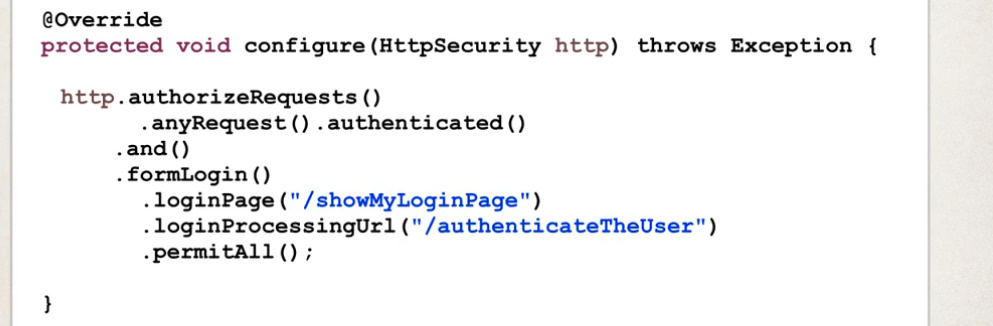 @Override
protected void configure(HttpSecurity http) throws Exception {
http.authorizeRequests()
.anyRequest().authenticated()
.and()
.formLogin()
.loginPage("/showMyLoginPage")
.loginProcessingUrl("/authenticateTheUser")
.permitAll();
}